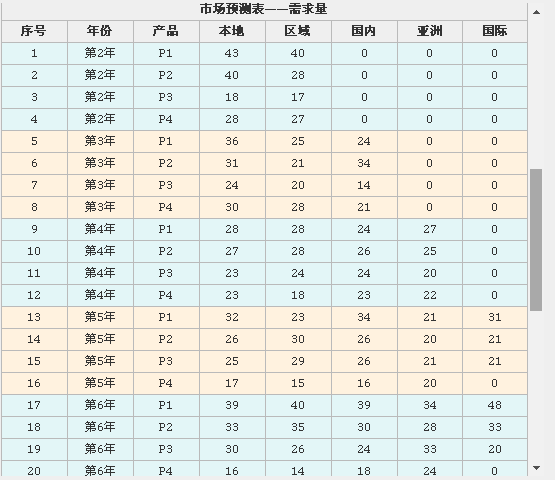 市场预测表——需求量
序号 年份 产品 本地 区域 国内 亚洲 国际
1 第2年 P1 43 40 0 0 0
2 第2年 P2 40 28 0 0 0
3 第2年 P3 18 17 0 0 0
4 第2年 P4 28 27 0 0 0
5 第3年 P1 36 25 24 0 0
6 第3年 P2 31 21 34 0 0
7 第3年 P3 24 20 14 0 0
8 第3年 P4 30 28 21 0 0
9 第4年 P1 28 28 24 27 0
10 第4年 P2 27 28 26 25 0
11 第4年 P3 23 24 24 20 0
12 第4年 P4 23 18 23 22 0
13 第5年 P1 32 23 34 21 31
14 第5年 P2 26 30 26 20 21
15 第5年 P3 25 29 26 21 21
16 第5年 P4 17 15 16 20 0
17 第6年 P1 39 40 39 34 48
18 第6年 P2 33 35 30 28 33
19 第6年 P3 30 26 24 33 20
20 第6年 P4 16 14 18 24 0